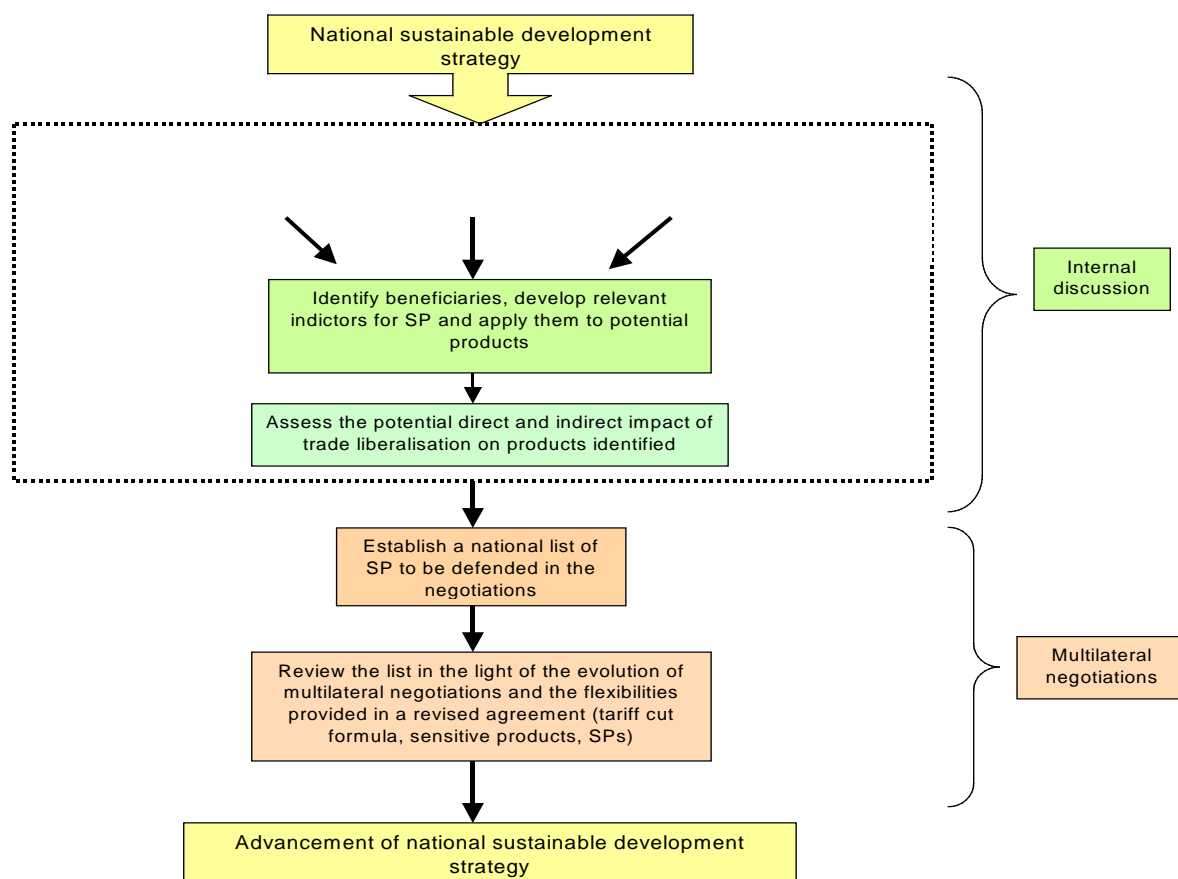 National sustainable development
strategy
Identify beneficiaries, develop relevant
indictors for SP and apply them to potential
products
Assess the potential direct and indirect impact of
trade liberalisation on products identified
Internal
discussion
Establish a national list of
SP to be defended in the
negotiations
Review the list in the light of the evolution of
multilateral negotiations and the flexibilities
provided in a revised agreement (tariff cut
formula, sensitive products, SPs)
Multilateral
negotiations
Advancement of national sustainable development
strategy